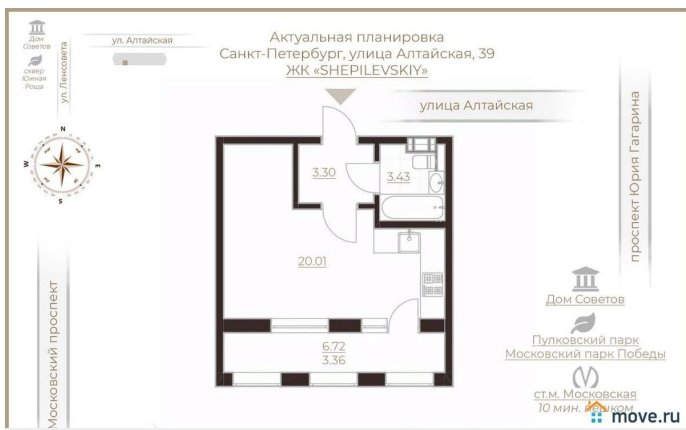 Дом
Советов
сквер
Южная
Роща
ул. Ленсовета
ул. Алтайская
Актуальная планировка
Санкт-Петербург, улица Алтайская, 39
ЖК «SHEPILEVSKIY»
улица Алтайская
проспект Юрия Гагарина
N
W
E
S
Московский проспект
3.30
3.43
20.01
6.72
3.36
Дом Советов
Пулковский парк
Московский парк Победы
ст.м. Московская
10 мин. пешком
move.ru